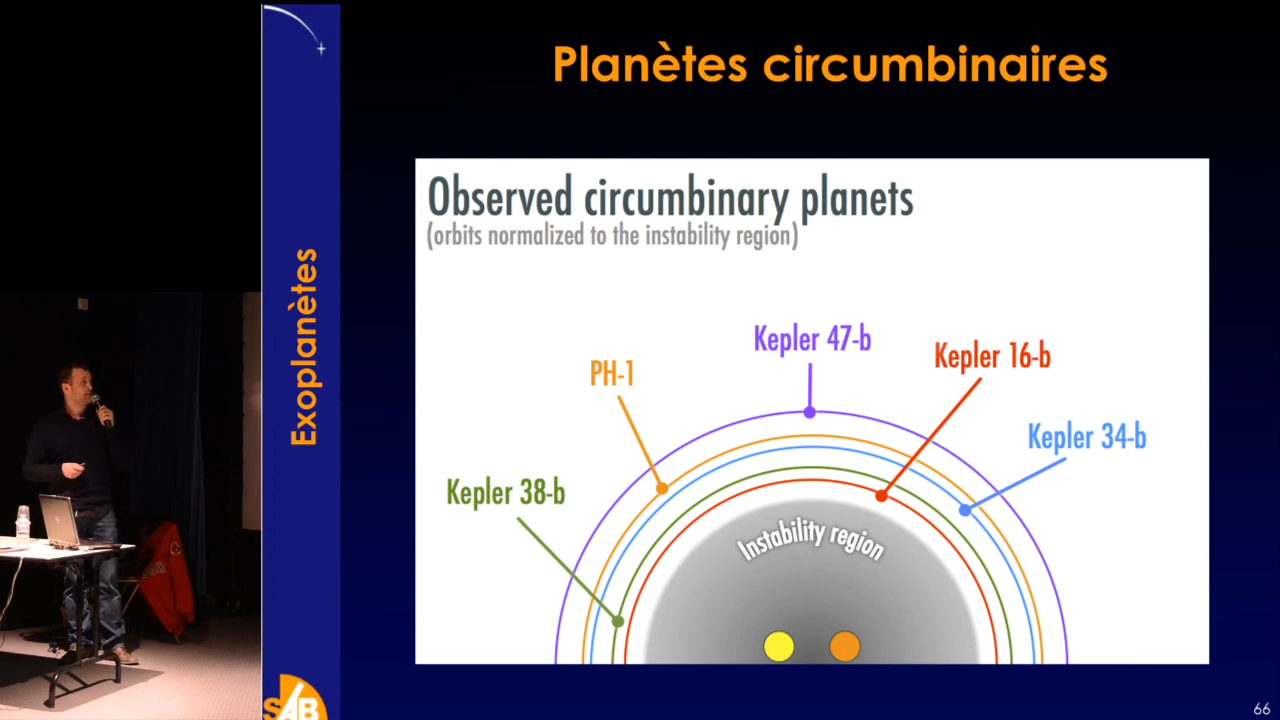 Planètes circumbinaires
Exoplanètes
Observed circumbinary planets
(orbits normalized to the instability region)
Kepler 47-b
Kepler 16-b
PH-1
Kepler 34-b
Kepler 38-b
Instability region
SAB
66